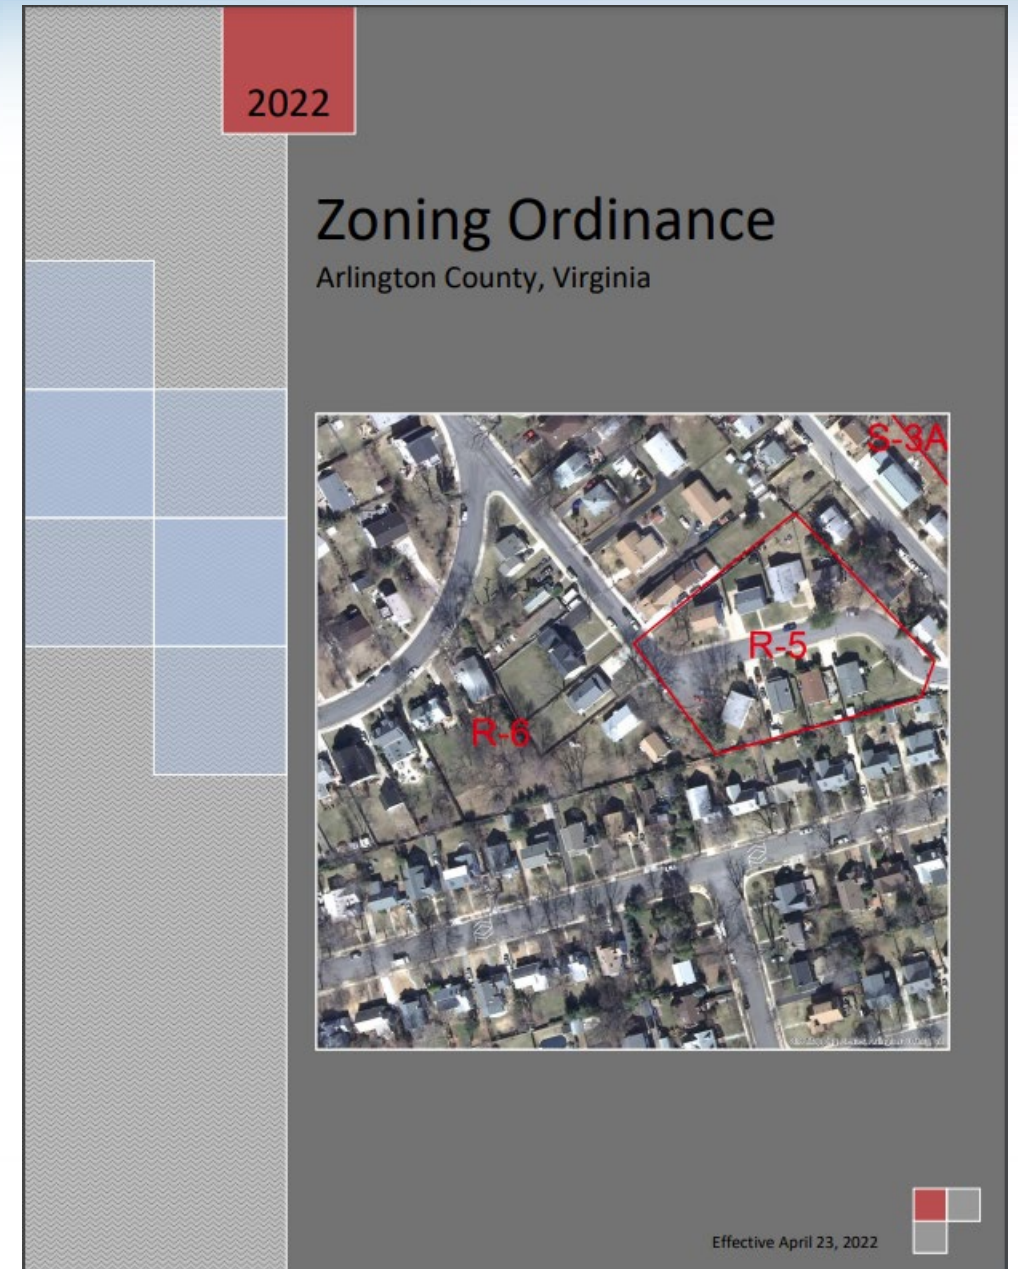 2022
Zoning Ordinance
Arlington County, Virginia
S-3A
R-5
R-6
Effective April 23, 2022